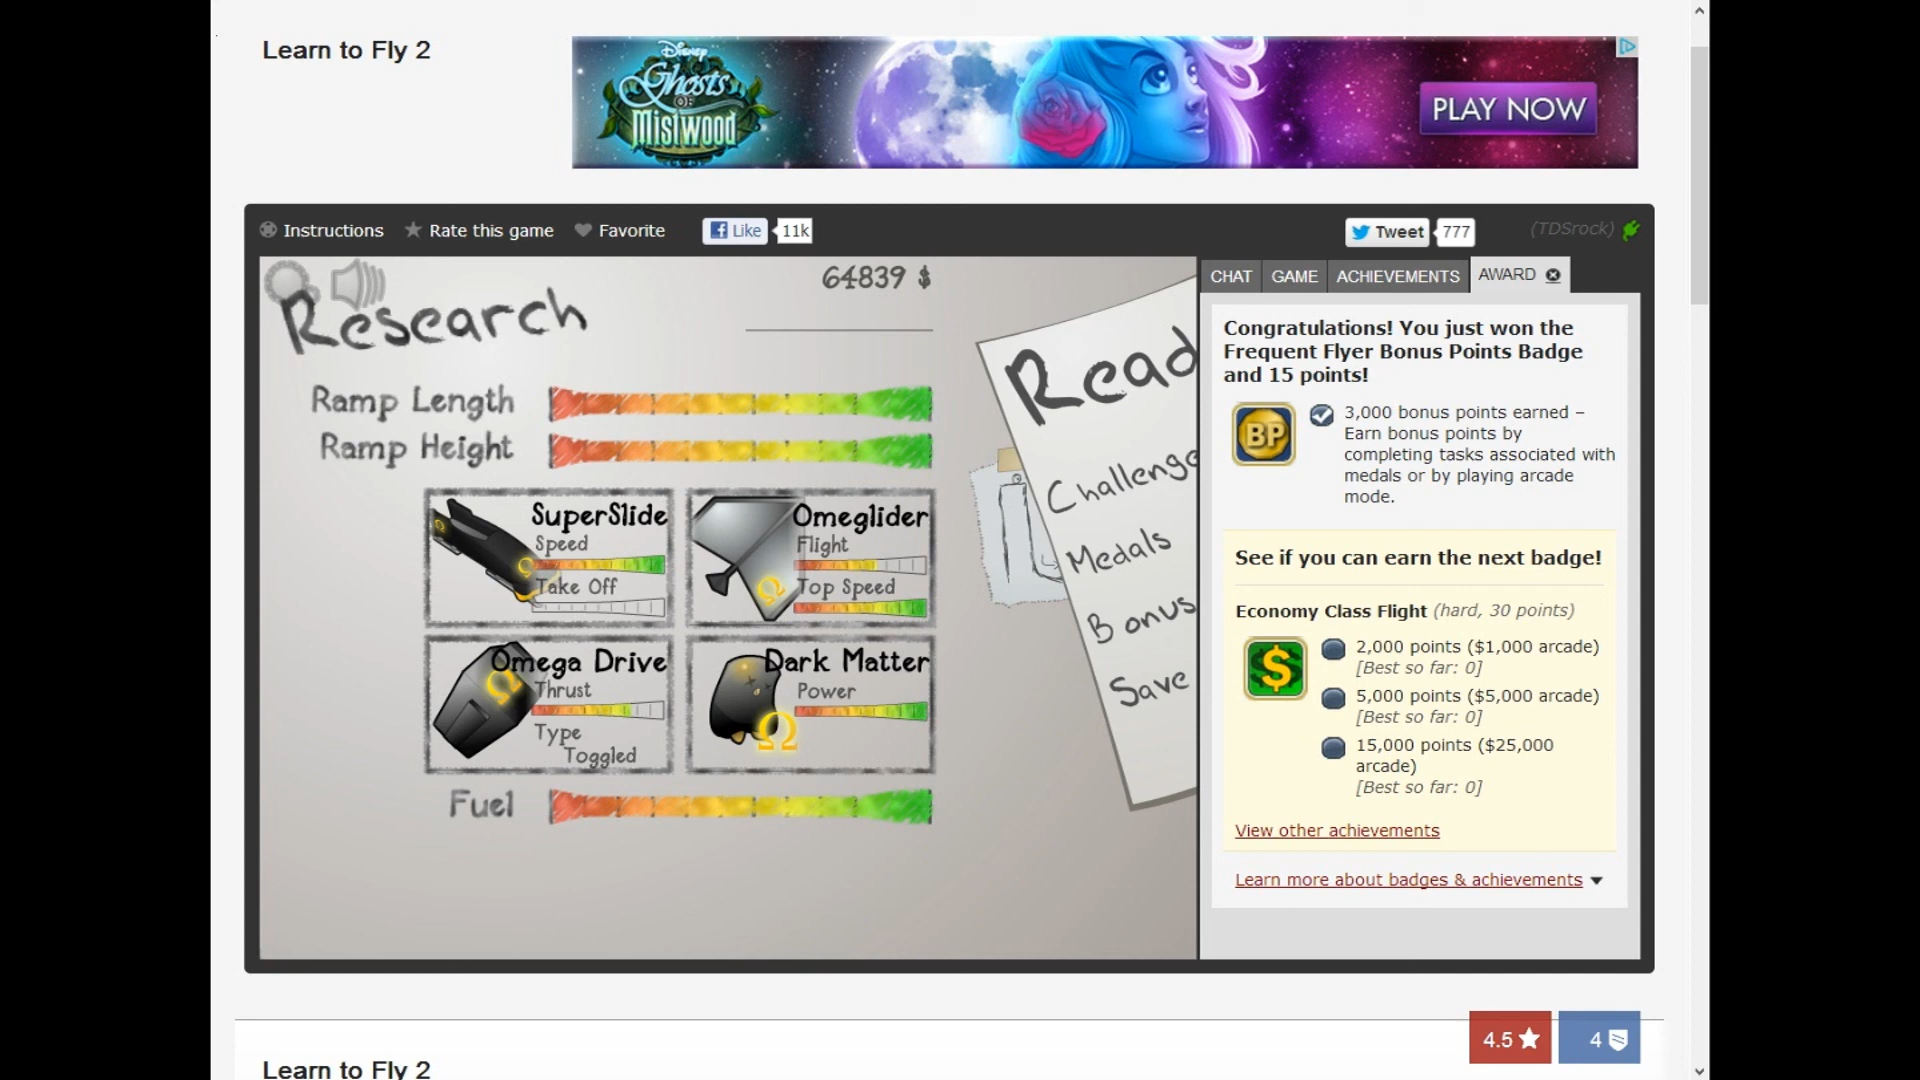 Learn to Fly 2
Disney
Ghosts
OF
Mistwood
PLAY NOW
Instructions
Rate this game
Favorite
Like
11k
Tweet
777
(TDSrock)
Research
64839 $
Ramp Length
Ramp Height
SuperSlide
Speed
Take Off
Omeglider
Flight
Top Speed
Omega Drive
Thrust
Type
Toggled
Dark Matter
Power
Ω
Fuel
Read
Challenge
Medals
Bonus
Save
CHAT
GAME
ACHIEVEMENTS
AWARD
Congratulations! You just won the
Frequent Flyer Bonus Points Badge
and 15 points!
BP
3,000 bonus points earned –
Earn bonus points by
completing tasks associated with
medals or by playing arcade
mode.
See if you can earn the next badge!
Economy Class Flight (hard, 30 points)
$
2,000 points ($1,000 arcade)
[Best so far: 0]
5,000 points ($5,000 arcade)
[Best so far: 0]
15,000 points ($25,000
arcade)
[Best so far: 0]
View other achievements
Learn more about badges & achievements
4.5
4
Learn to Fly 2